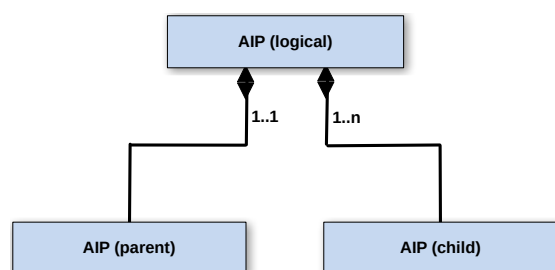 AIP (logical)
1..1
1..n
AIP (parent)
AIP (child)